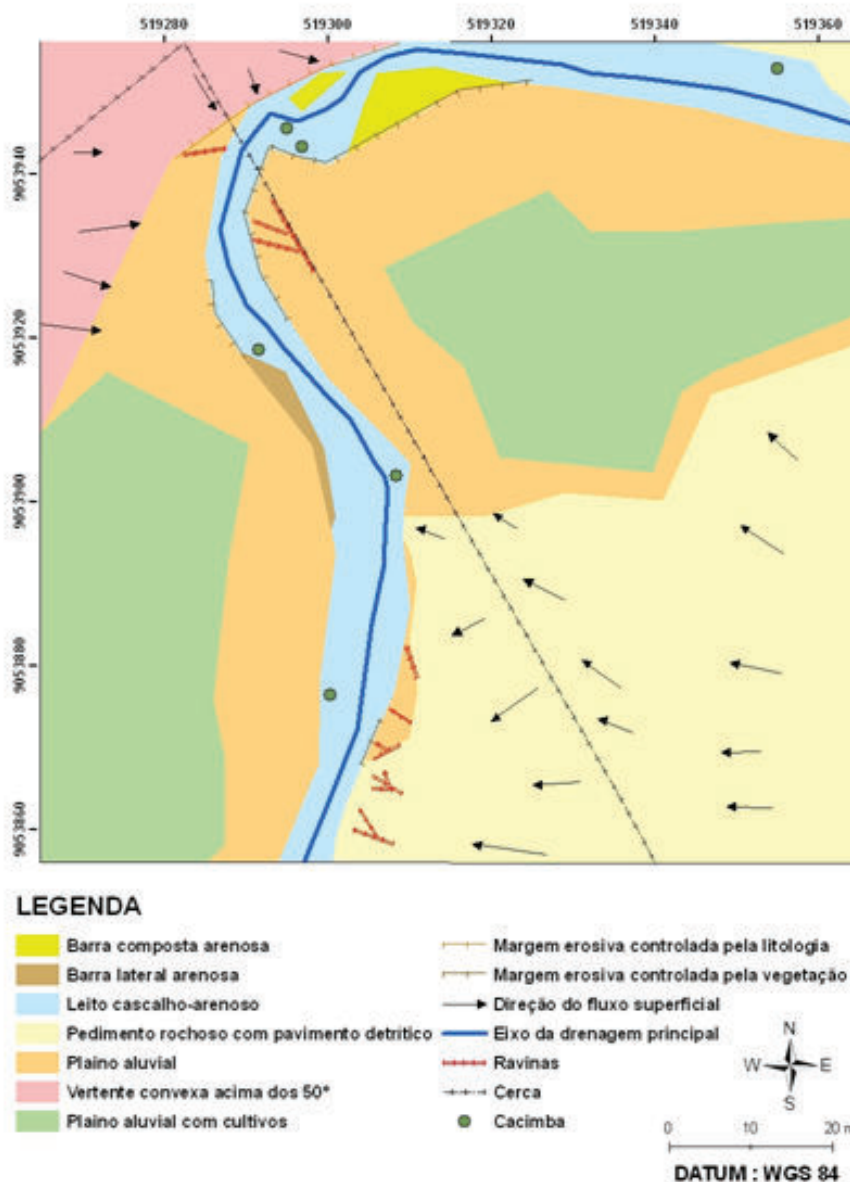 519280 519300 519320 519340 519360
9053940
9053920
9053900
9053880
9053860
LEGENDA
Barra composta arenosa
Barra lateral arenosa
Leito cascalho-arenoso
Pedimento rochoso com pavimento detrítico
Plaino aluvial
Vertente convexa acima dos 50°
Plaino aluvial com cultivos
Margem erosiva controlada pela litologia
Margem erosiva controlada pela vegetação
Direção do fluxo superficial
Eixo da drenagem principal
Ravinas
Cerca
Cacimba
N
W E
S
0 10 20 m
DATUM : WGS 84